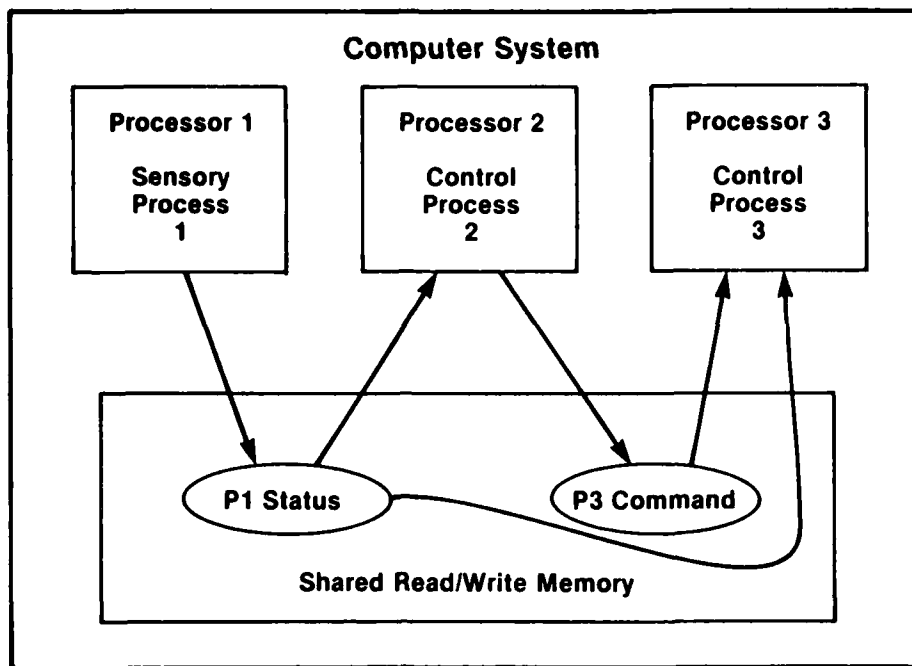 Computer System
Processor 1
Sensory
Process
1
Processor 2
Control
Process
2
Processor 3
Control
Process
3
P1 Status
P3 Command
Shared Read/Write Memory